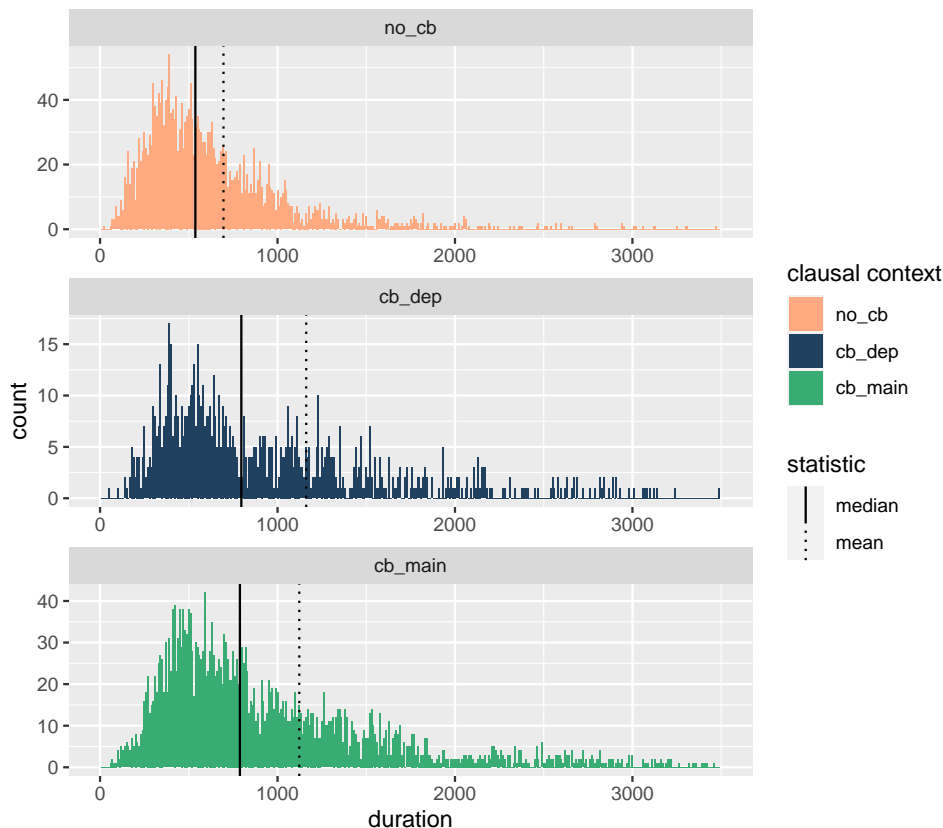 no_cb
40
20
0
0 1000 2000 3000
cb_dep
15
10
5
0
0 1000 2000 3000
cb_main
40
30
20
10
0
0 1000 2000 3000
count
duration
clausal context
no_cb
cb_dep
cb_main
statistic
median
mean